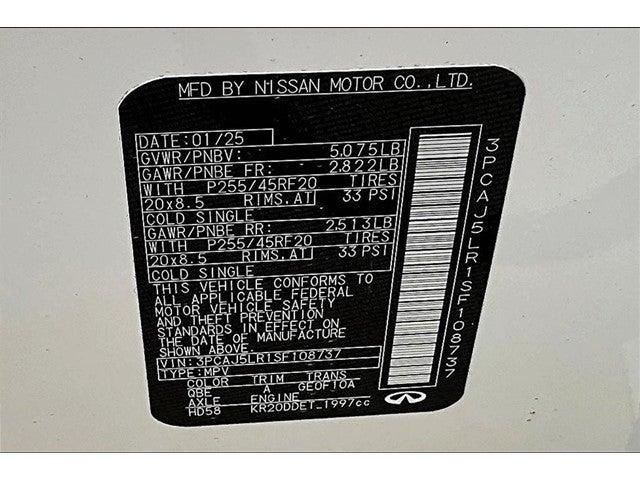 MFD BY NISSAN MOTOR CO.,LTD.
DATE:01/25
GVWR/PNBV: 5,075LB
GAWR/PNBE FR: 2,822LB
WITH P255/45RF20 TIRES
20x8.5 RIMS.AT 33 PSI
COLD SINGLE
GAWR/PNBE RR: 2,513LB
WITH P255/45RF20 TIRES
20x8.5 RIMS.AT 33 PSI
COLD SINGLE
THIS VEHICLE CONFORMS TO
ALL APPLICABLE FEDERAL
MOTOR VEHICLE SAFETY
AND THEFT PREVENTION
STANDARDS IN EFFECT ON
THE DATE OF MANUFACTURE
SHOWN ABOVE.
VIN:3PCAJ5LR1SF108737
TYPE:MPV
COLOR TRIM TRANS
QBE A GE0F10A
AXLE ENGINE
HD58 KR20DDET 1997cc
3PCAJ5LR1SF108737